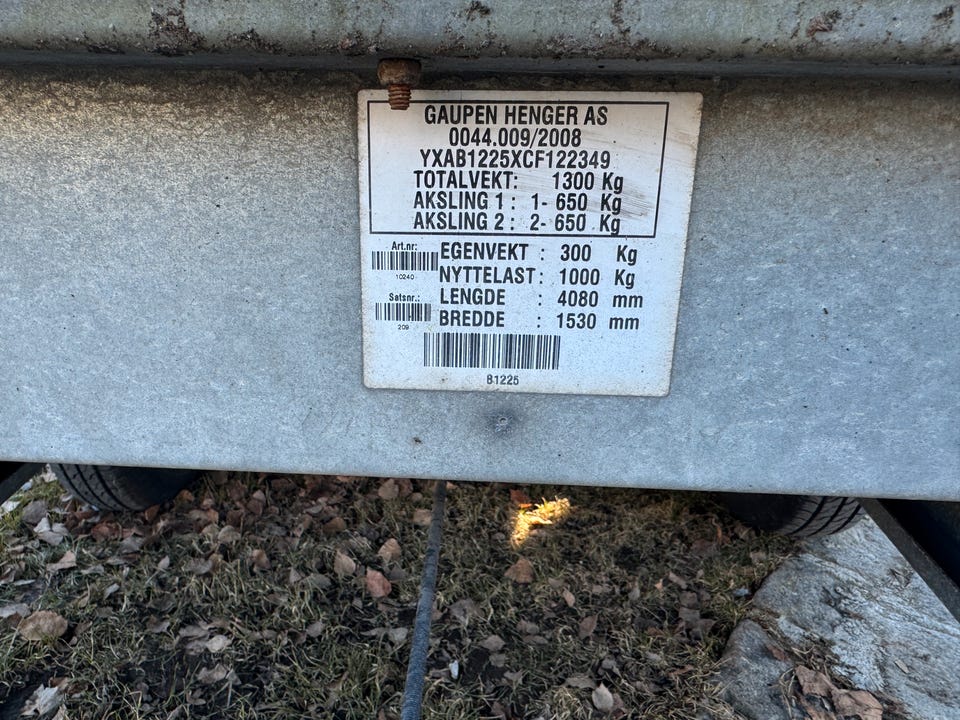 GAUPEN HENGER AS
0044.009/2008
YXAB1225XCF122349
TOTALVEKT: 1300 Kg
AKSLING 1 : 1- 650 Kg
AKSLING 2 : 2- 650 Kg
Art.nr:
10240
Satsnr.:
209
EGENVEKT : 300 Kg
NYTTELAST : 1000 Kg
LENGDE : 4080 mm
BREDDE : 1530 mm
B1225